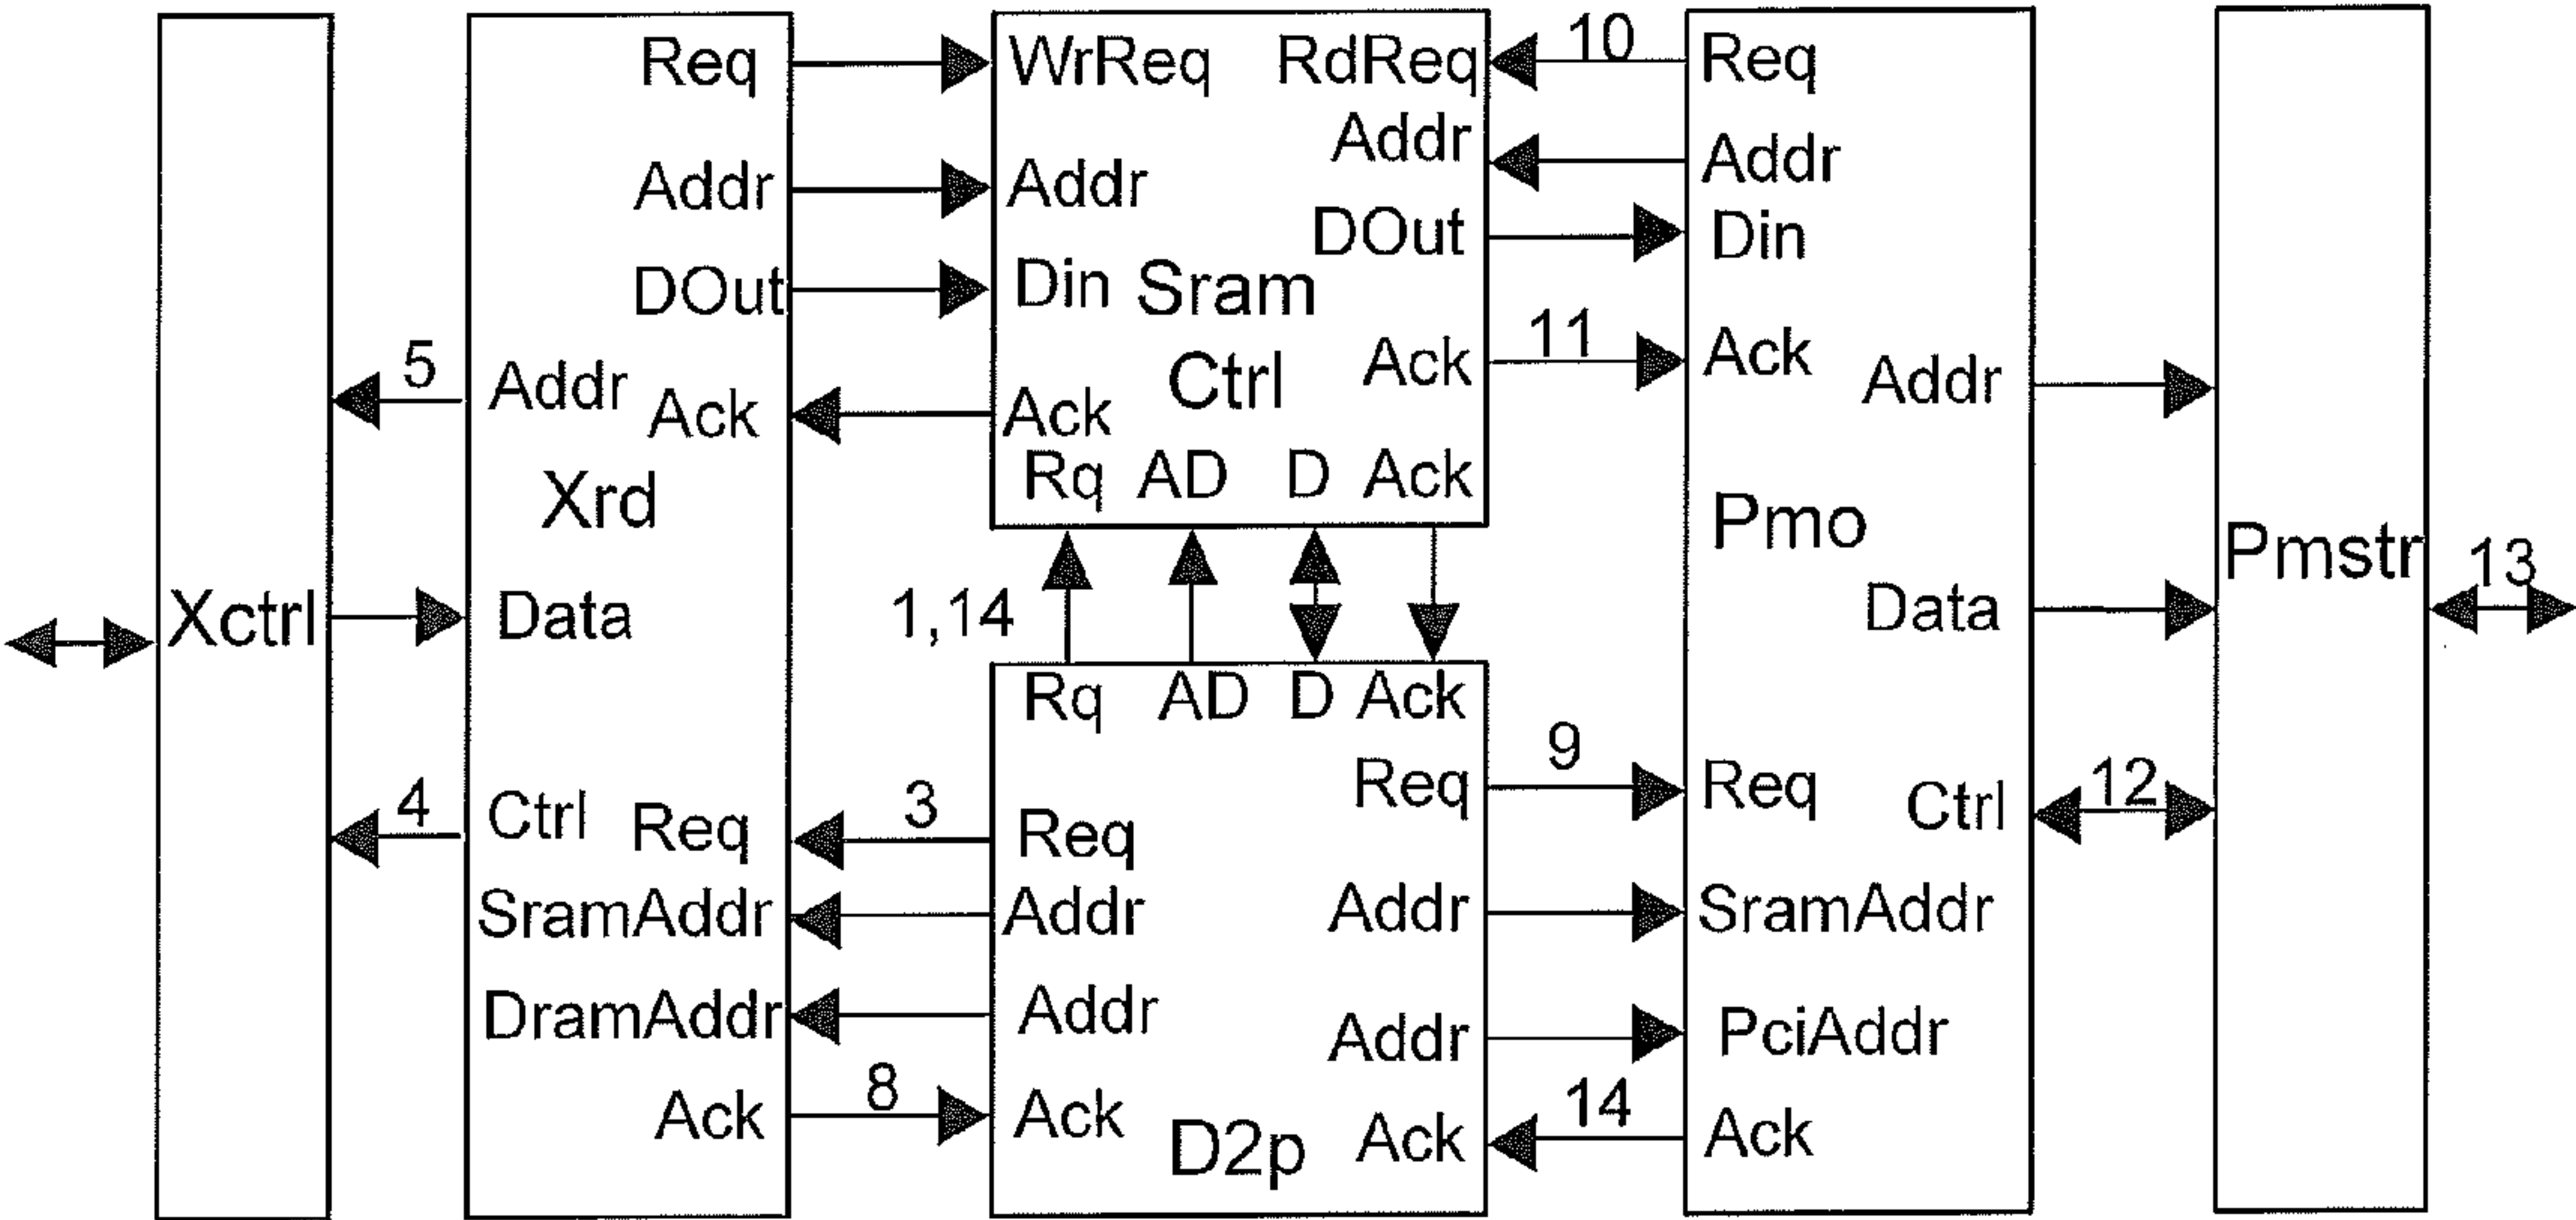 Req WrReq RdReq 10 Req
Addr Addr Addr Addr
DOut Din DOut Din
Sram
Ctrl
5 Addr Ack Ack Ack 11 Ack Addr
Rq AD D Ack
Xrd Pmo Pmstr 13
Xctrl Data 1,14 Data
Rq AD D Ack
Req 9 Req
4 Ctrl Req 3 Req Ctrl 12
SramAddr Addr Addr SramAddr
DramAddr Addr Addr PciAddr
Ack 8 Ack D2p Ack 14 Ack